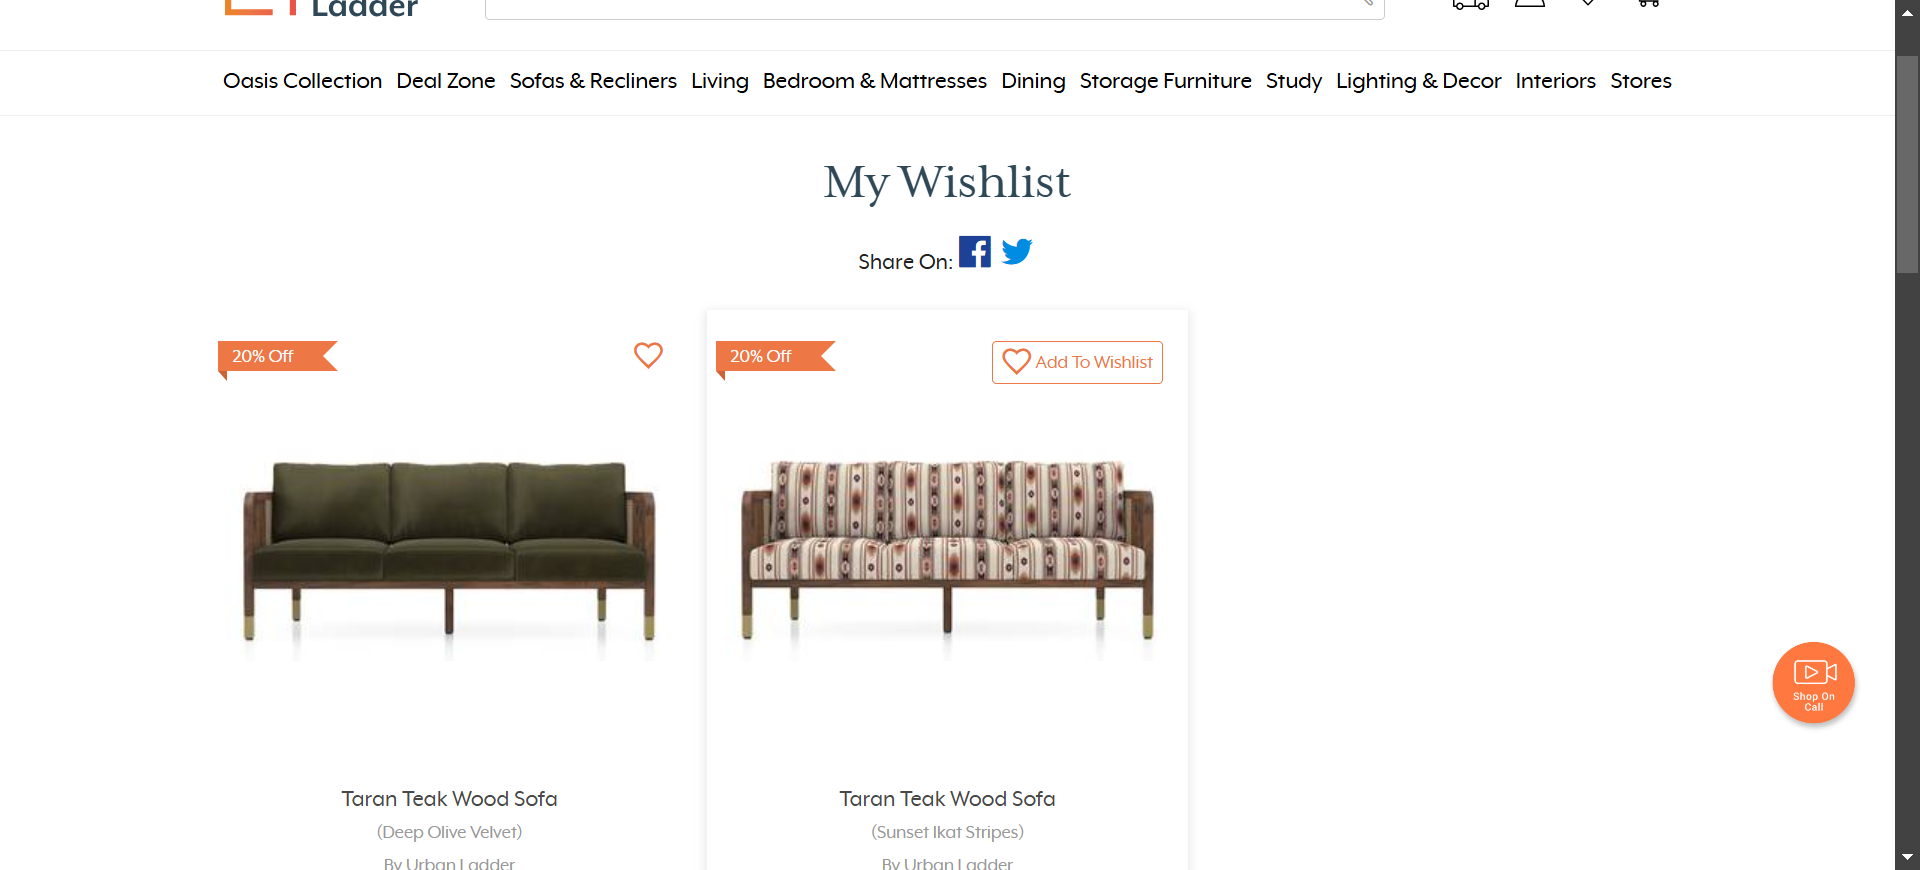 Ladder
Oasis Collection Deal Zone Sofas & Recliners Living Bedroom & Mattresses Dining Storage Furniture Study Lighting & Decor Interiors Stores
My Wishlist
Share On:
20% Off
20% Off
Add To Wishlist
Shop On
Call
Taran Teak Wood Sofa
(Deep Olive Velvet)
By Urban Ladder
Taran Teak Wood Sofa
(Sunset Ikat Stripes)
By Urban Ladder